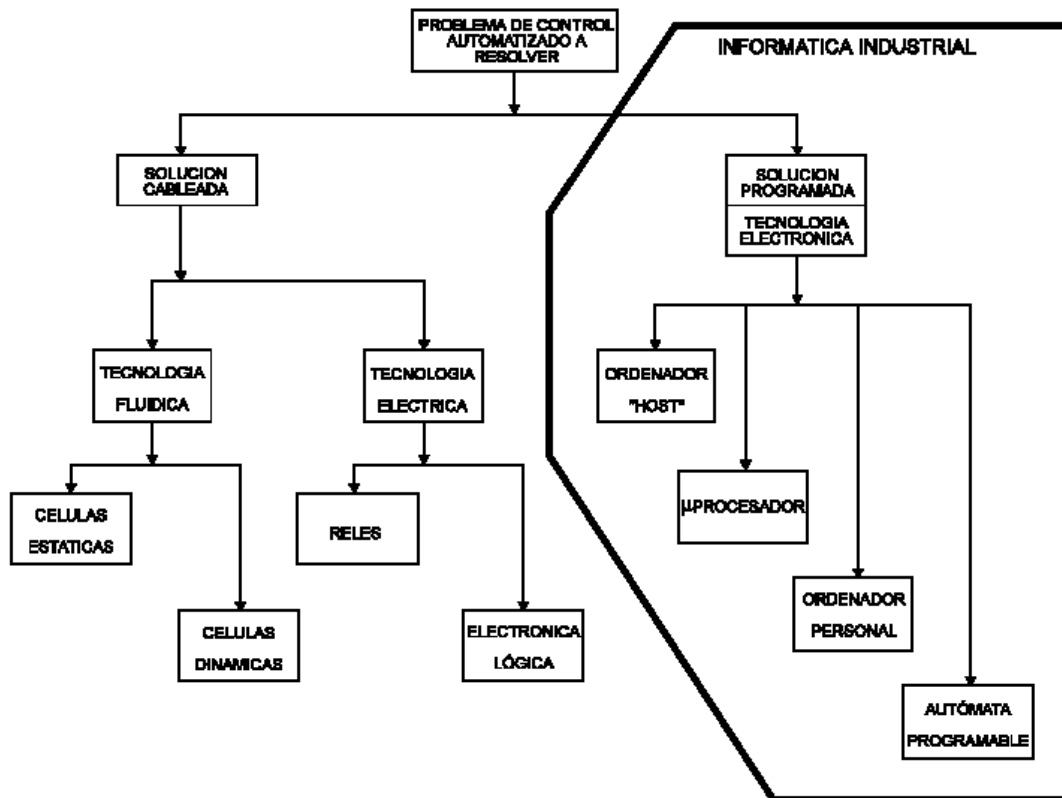 PROBLEMA DE CONTROL
AUTOMATIZADO A
RESOLVER
INFORMATICA INDUSTRIAL
SOLUCION
CABLEADA
SOLUCION
PROGRAMADA
TECNOLOGIA
ELECTRONICA
TECNOLOGIA
FLUIDICA
TECNOLOGIA
ELECTRICA
ORDENADOR
"HOST"
CELULAS
ESTATICAS
RELES
µPROCESADOR
CELULAS
DINAMICAS
ELECTRONICA
LÓGICA
ORDENADOR
PERSONAL
AUTÓMATA
PROGRAMABLE